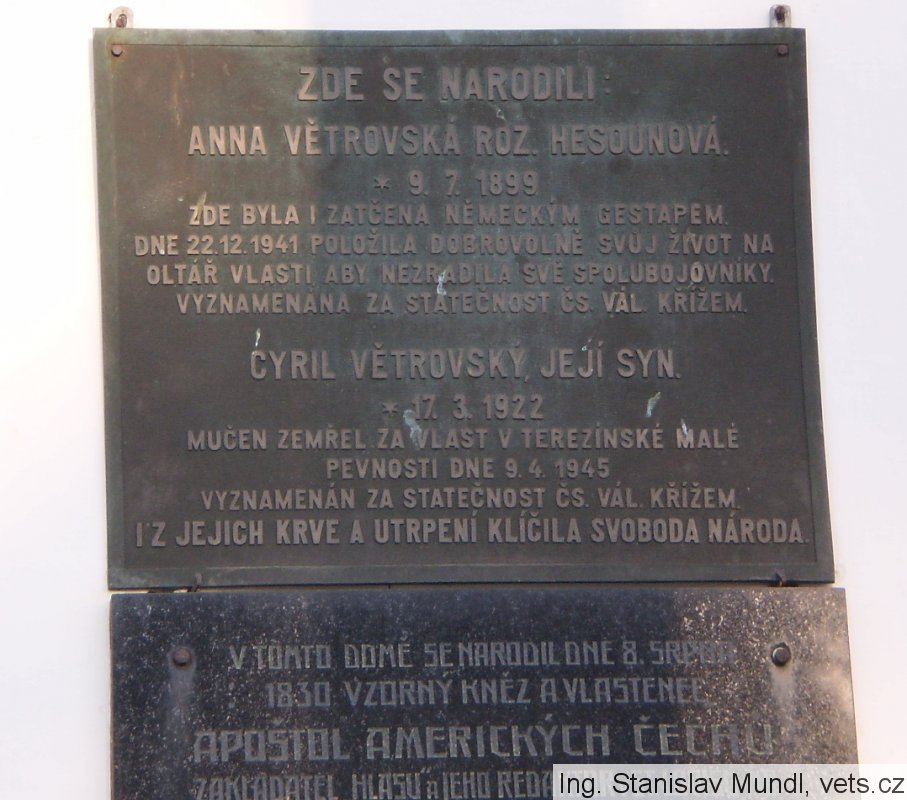 ZDE SE NARODILI:
ANNA VĚTROVSKÁ ROZ. HESOUNOVÁ.
* 9. 7. 1899
ZDE BYLA I ZATČENA NĚMECKÝM GESTAPEM.
DNE 22.12.1941 POLOŽILA DOBROVOLNĚ SVŮJ ŽIVOT NA
OLTÁŘ VLASTI ABY NEZRADILA SVÉ SPOLUBOJOVNÍKY.
VYZNAMENÁNA ZA STATEČNOST ČS. VÁL. KŘÍŽEM.
CYRIL VĚTROVSKÝ, JEJÍ SYN.
* 17. 3. 1922
MUČEN ZEMŘEL ZA VLAST V TEREZÍNSKÉ MALÉ
PEVNOSTI DNE 9. 4. 1945
VYZNAMENÁN ZA STATEČNOST ČS. VÁL. KŘÍŽEM.
I Z JEJICH KRVE A UTRPENÍ KLÍČILA SVOBODA NÁRODA.
V TOMTO DOMĚ SE NARODIL DNE 8. SRPNA
1830 VZORNÝ KNĚZ A VLASTENEC
APOŠTOL AMERICKÝCH ČECHŮ
ZAKLADATEL HLASU A JEHO
Ing. Stanislav Mundl, vets.cz